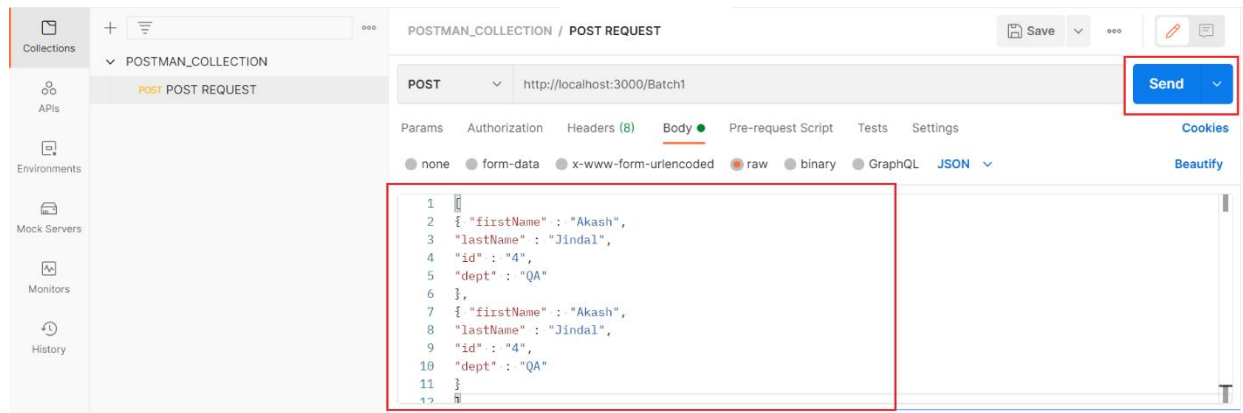 Collections
APIs
Environments
Mock Servers
Monitors
History
POSTMAN_COLLECTION
POST POST REQUEST
POSTMAN_COLLECTION / POST REQUEST
Save
POST http://localhost:3000/Batch1 Send
Params Authorization Headers (8) Body Pre-request Script Tests Settings Cookies
none form-data x-www-form-urlencoded raw binary GraphQL JSON Beautify
1 [
2 { "firstName" : "Akash",
3 "lastName" : "Jindal",
4 "id" : "4",
5 "dept" : "QA"
6 },
7 { "firstName" : "Akash",
8 "lastName" : "Jindal",
9 "id" : "4",
10 "dept" : "QA"
11 }
12 ]